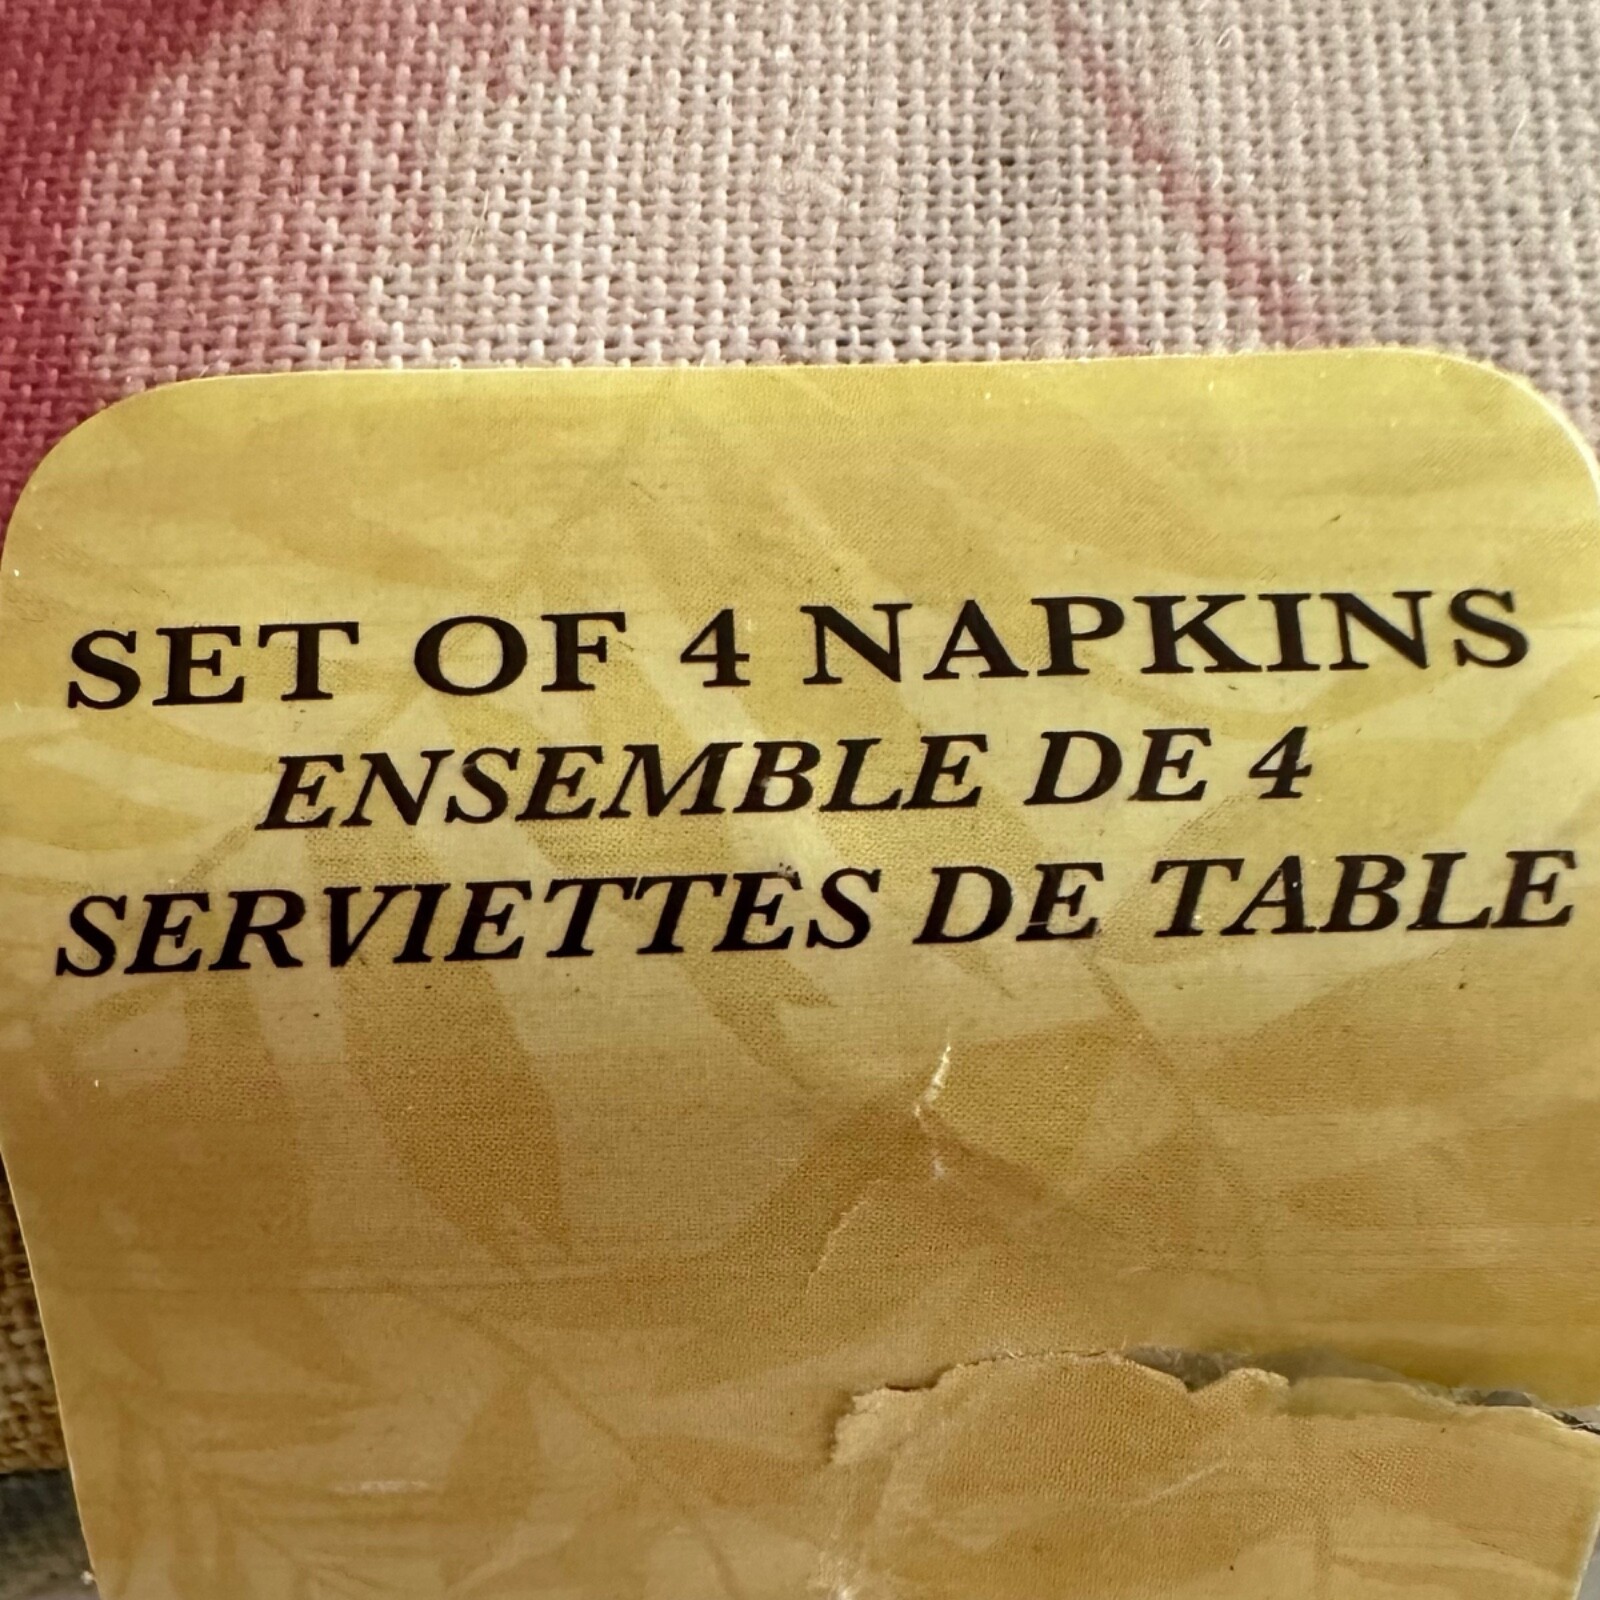 SET OF 4 NAPKINS
ENSEMBLE DE 4
SERVIETTES DE TABLE